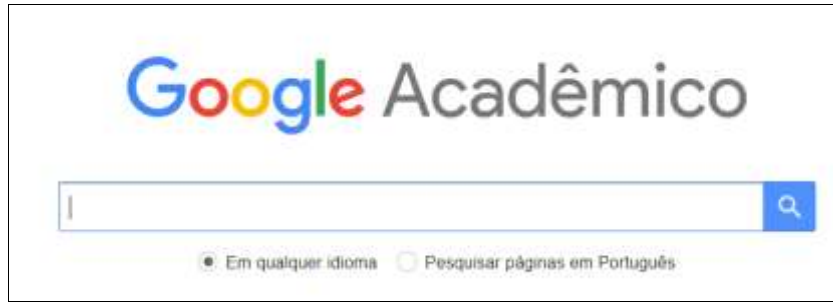 Google Acadêmico
Em qualquer idioma Pesquisar páginas em Português